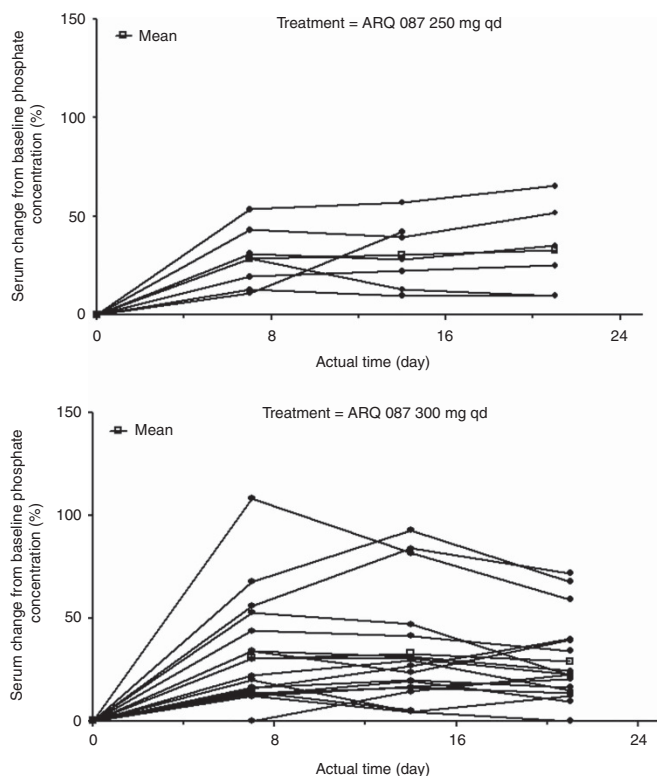 Treatment = ARQ 087 250 mg qd
Mean
Serum change from baseline phosphate
concentration (%)
150
100
50
0
0
8
16
24
Actual time (day)
Treatment = ARQ 087 300 mg qd
Mean
Serum change from baseline phosphate
concentration (%)
150
100
50
0
0
8
16
24
Actual time (day)